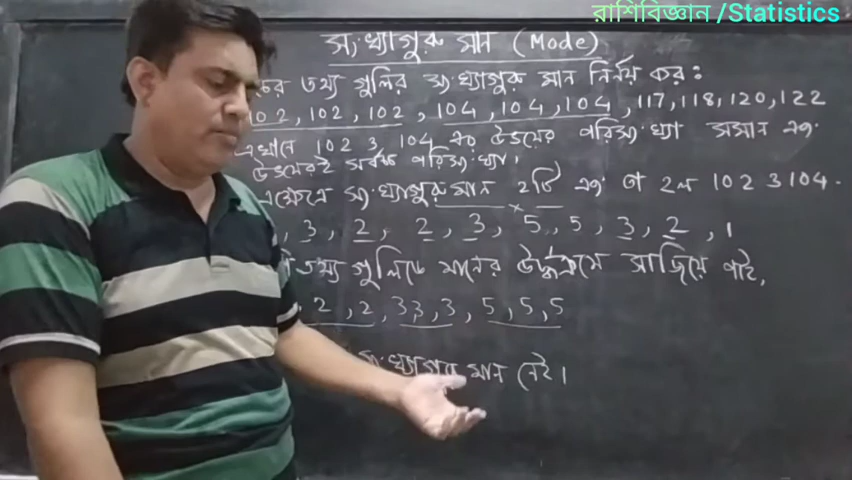 রাশিবিজ্ঞান /Statistics
সংখ্যাগুরু মান (Mode)
তথ্য গুলির সংখ্যাগুরু মান নির্ণয় কর:
102, 102, 102, 104, 104, 104, 117, 118, 120, 122
এখানে 102 ও 104 এর উভয়ের পরিসংখ্যা সমান এবং
উভয়েরই সর্বোচ্চ পরিসংখ্যা।
এক্ষেত্রে সংখ্যাগুরু মান 2টি এবং তা হল 102 ও 104.
, 3, 2, 2, 3, 5, 5, 3, 2, 1
তথ্য গুলিকে মানের উর্দ্ধক্রমে সাজিয়ে পাই,
2, 2, 3, 3, 3, 5, 5, 5
সংখ্যাগুরু মান নেই।